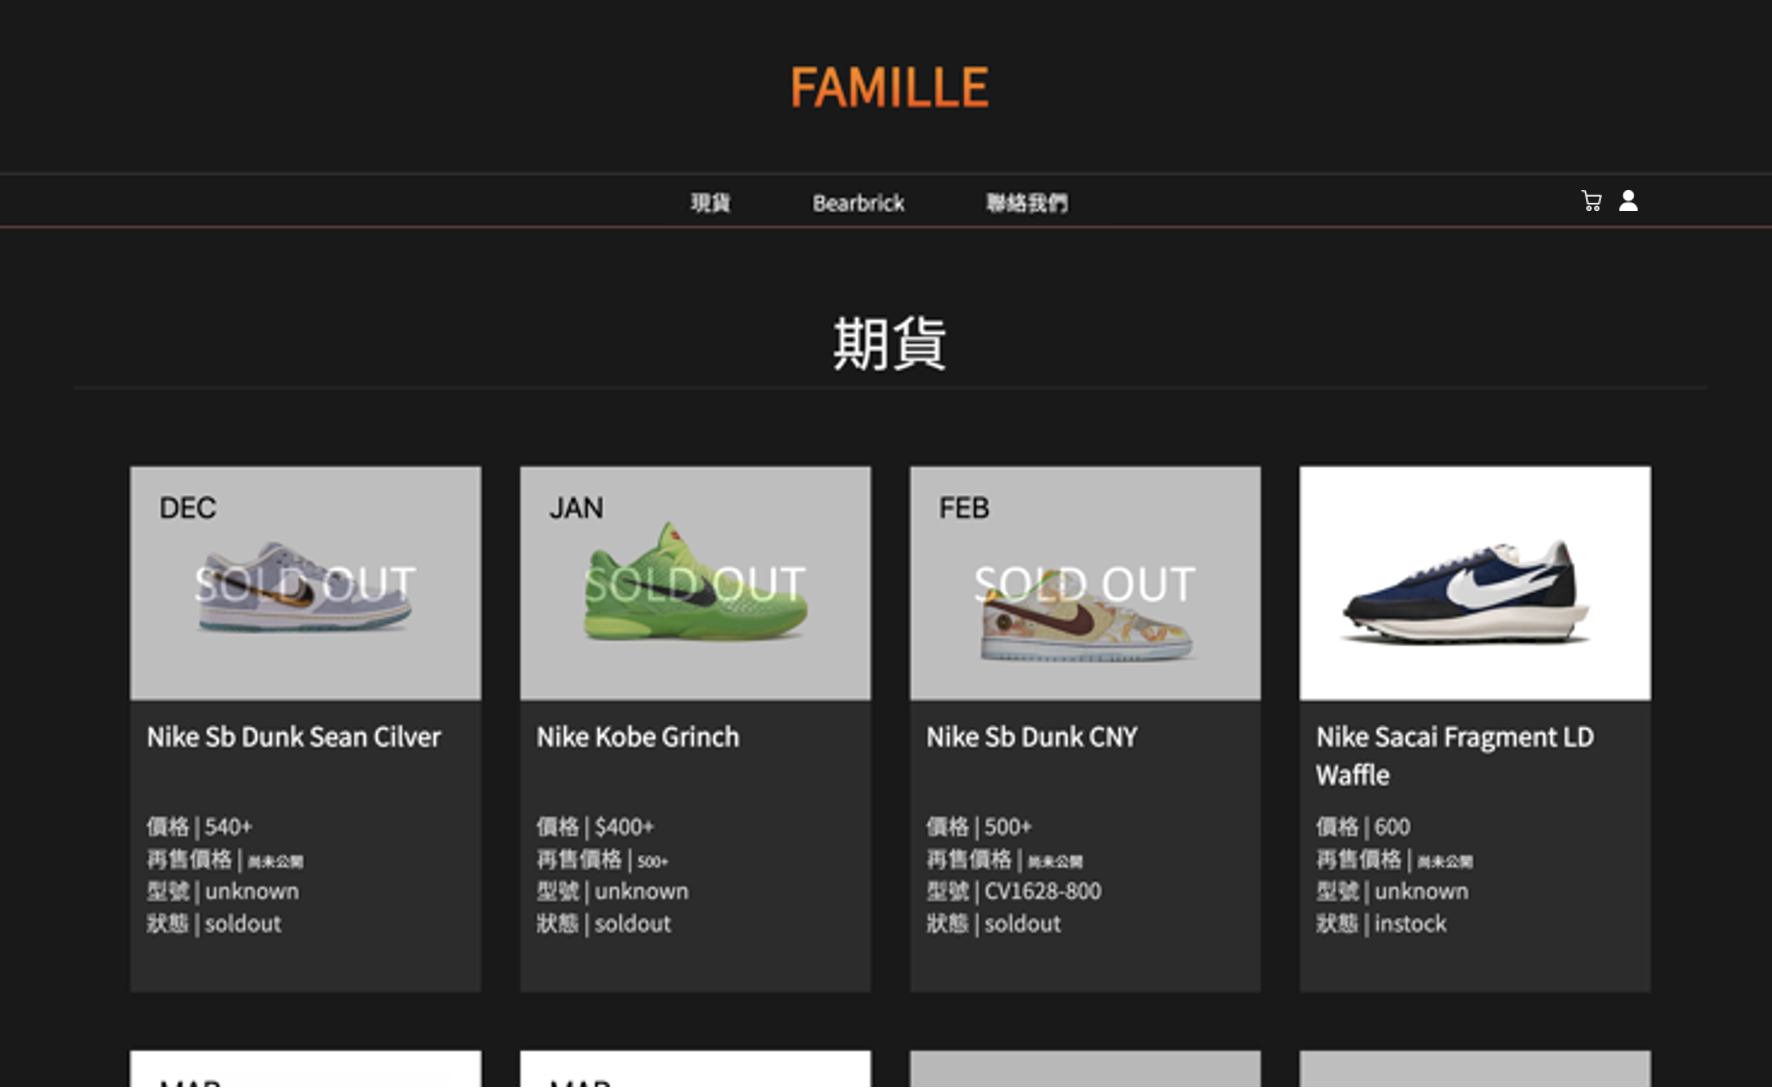 FAMILLE
現貨 Bearbrick 聯絡我們
期貨
DEC
SOLD OUT
Nike Sb Dunk Sean Cilver
價格 | 540+
再售價格 | 尚未公開
型號 | unknown
狀態 | soldout
JAN
SOLD OUT
Nike Kobe Grinch
價格 | $400+
再售價格 | 500+
型號 | unknown
狀態 | soldout
FEB
SOLD OUT
Nike Sb Dunk CNY
價格 | 500+
再售價格 | 尚未公開
型號 | CV1628-800
狀態 | soldout
Nike Sacai Fragment LD
Waffle
價格 | 600
再售價格 | 尚未公開
型號 | unknown
狀態 | instock
MAR
MAR